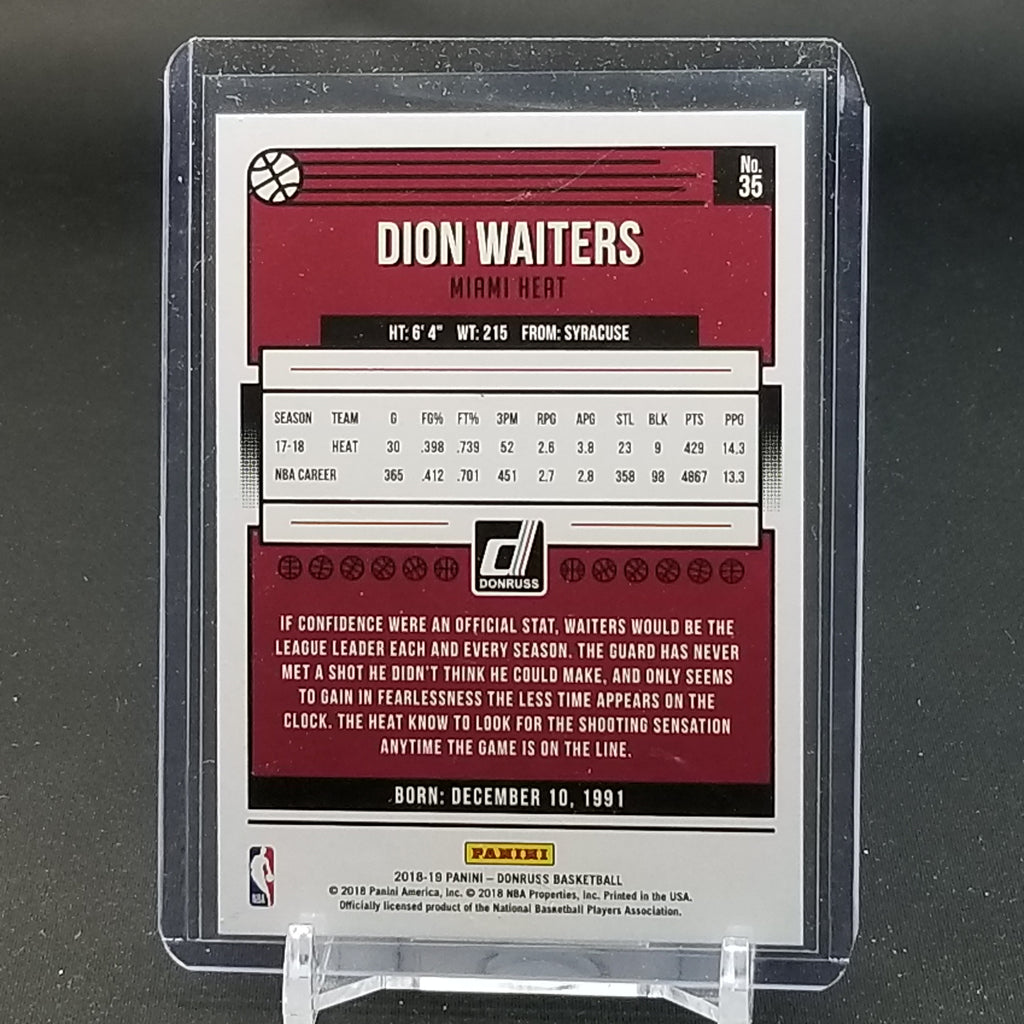 No.
35
DION WAITERS
MIAMI HEAT
HT: 6' 4" WT: 215 FROM: SYRACUSE
SEASON TEAM G FG% FT% 3PM RPG APG STL BLK PTS PPG
17-18 HEAT 30 .398 .739 52 2.6 3.8 23 9 429 14.3
NBA CAREER 365 .412 .701 451 2.7 2.8 358 98 4867 13.3
d
DONRUSS
IF CONFIDENCE WERE AN OFFICIAL STAT, WAITERS WOULD BE THE
LEAGUE LEADER EACH AND EVERY SEASON. THE GUARD HAS NEVER
MET A SHOT HE DIDN'T THINK HE COULD MAKE, AND ONLY SEEMS
TO GAIN IN FEARLESSNESS THE LESS TIME APPEARS ON THE
CLOCK. THE HEAT KNOW TO LOOK FOR THE SHOOTING SENSATION
ANYTIME THE GAME IS ON THE LINE.
BORN: DECEMBER 10, 1991
PANINI
NBA
2018-19 PANINI – DONRUSS BASKETBALL
© 2018 Panini America, Inc. © 2018 NBA Properties, Inc. Printed in the USA.
Officially licensed product of the National Basketball Players Association.